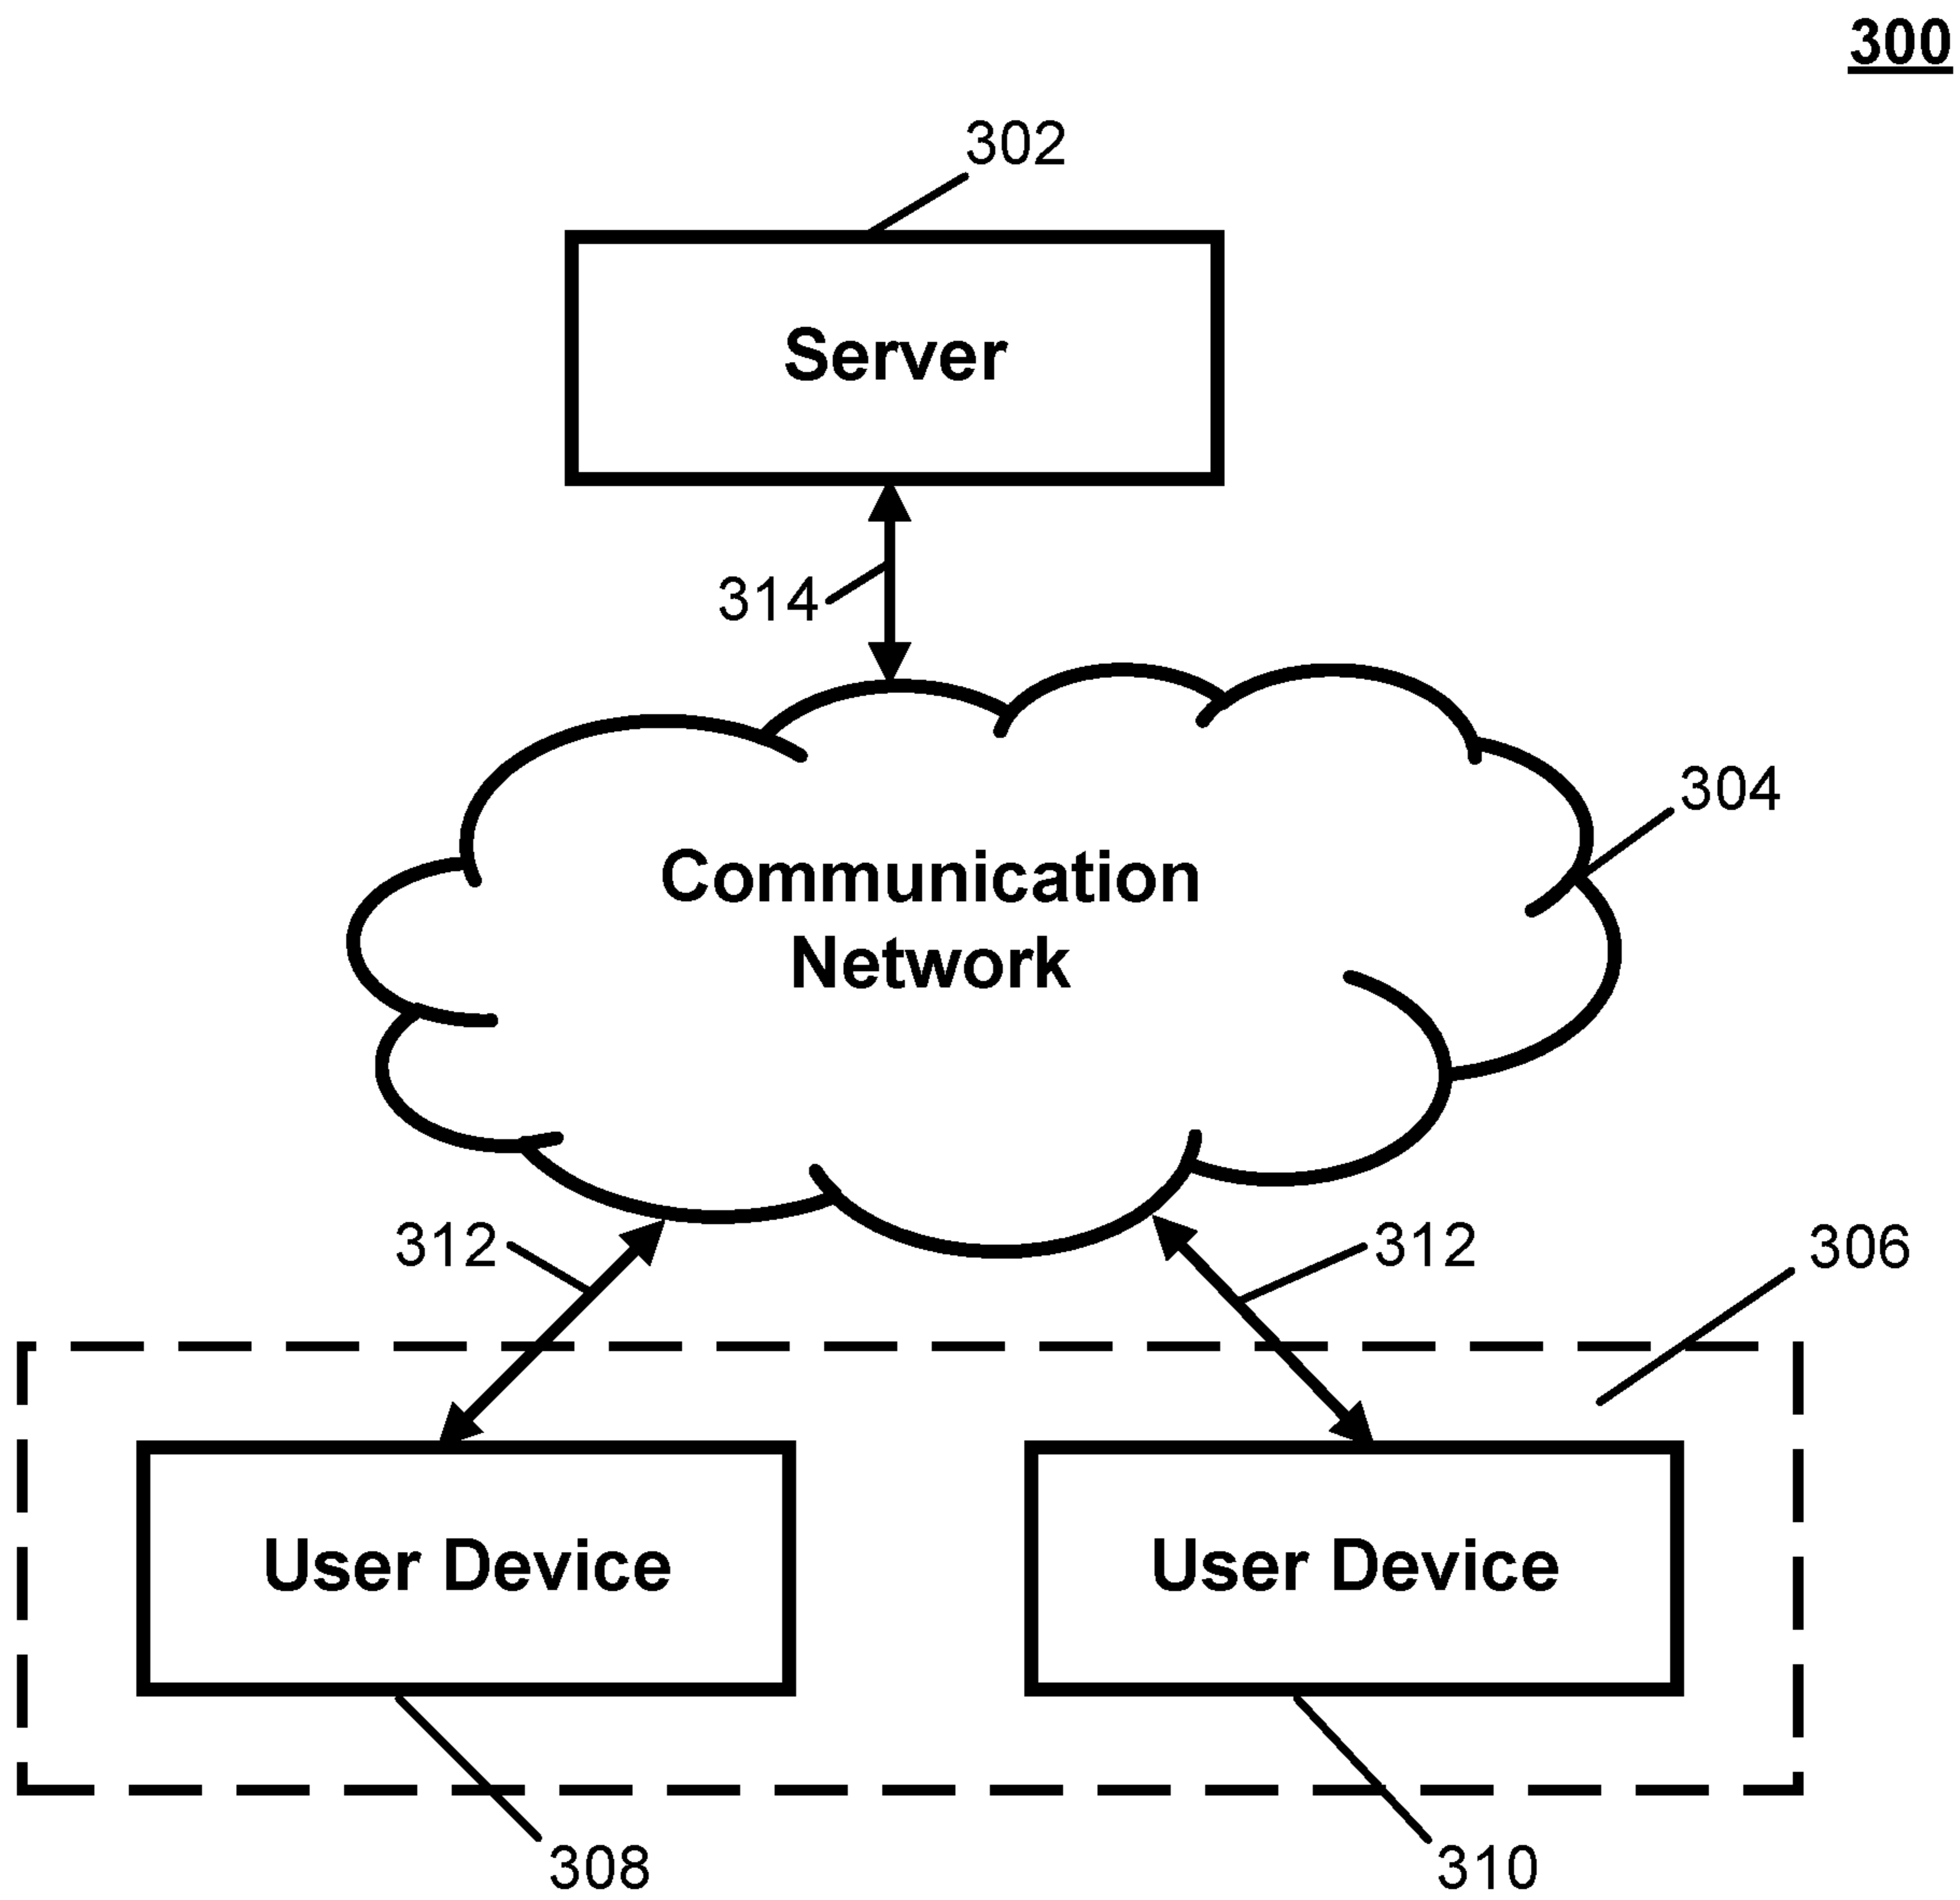 300
302
Server
314
304
Communication
Network
312
312
306
User Device
User Device
308
310